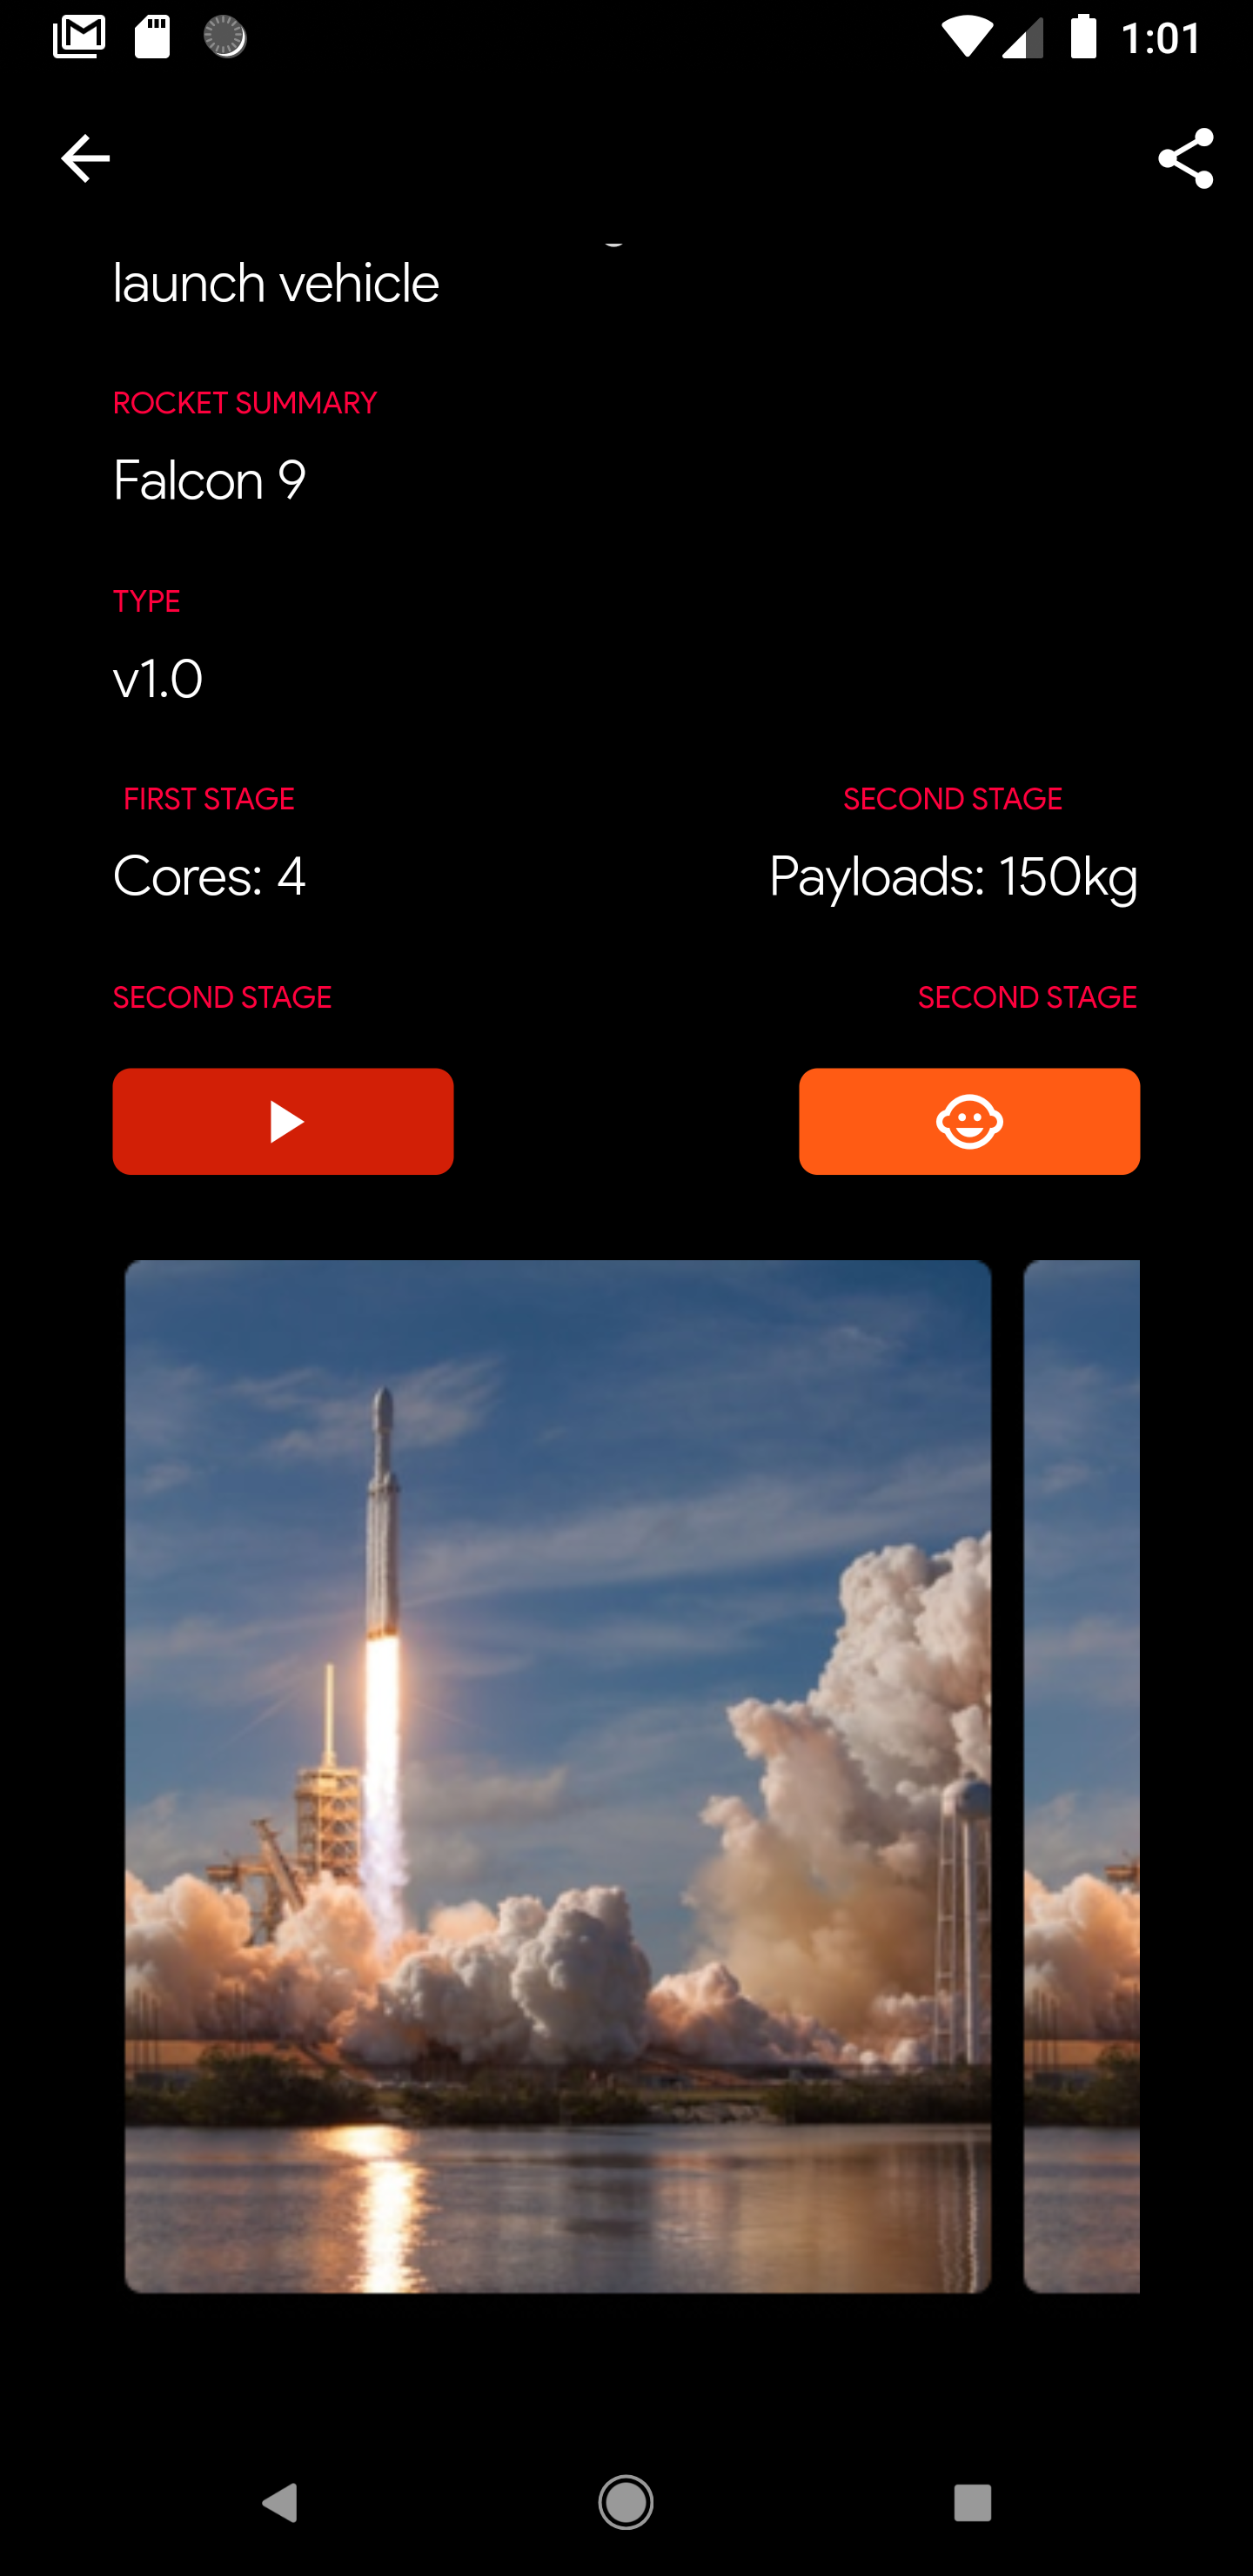 1:01
launch vehicle
ROCKET SUMMARY
Falcon 9
TYPE
v1.0
FIRST STAGE
SECOND STAGE
Cores: 4
Payloads: 150kg
SECOND STAGE
SECOND STAGE